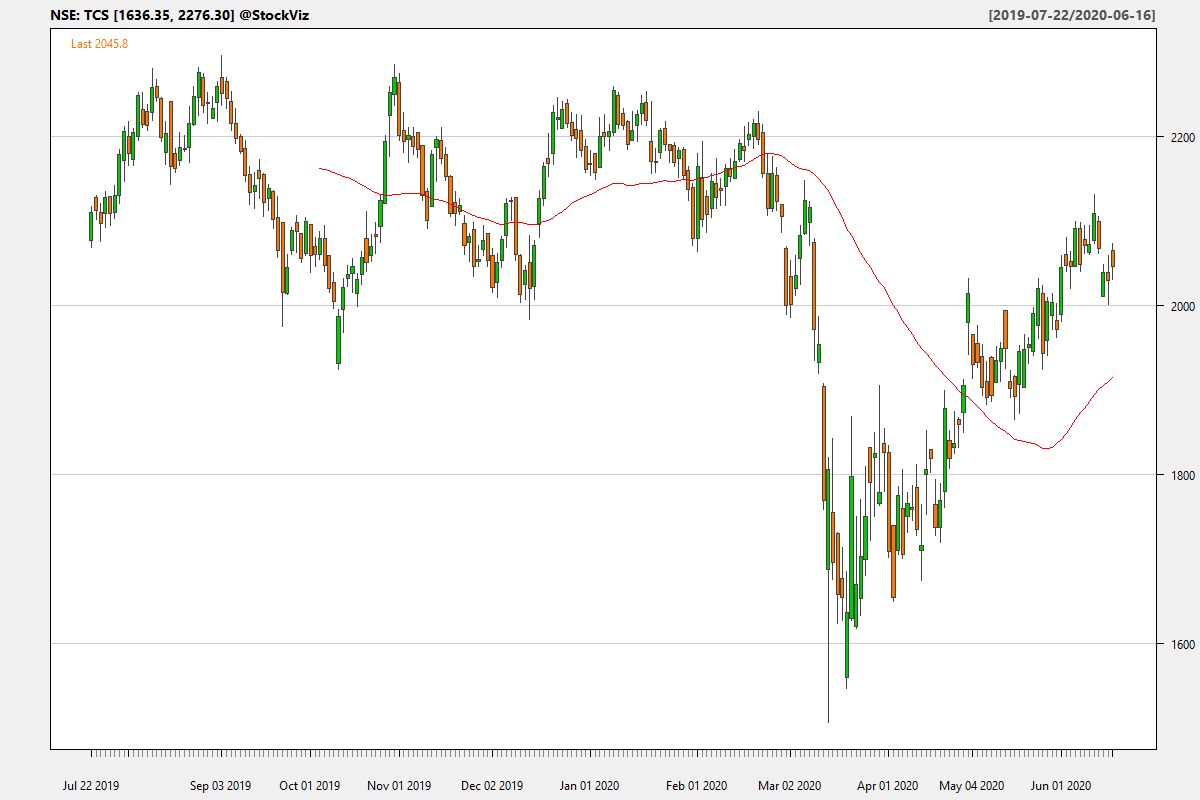 NSE: TCS [1636.35, 2276.30] @StockViz
[2019-07-22/2020-06-16]
Last 2045.8
2200
2000
1800
1600
Jul 22 2019 Sep 03 2019 Oct 01 2019 Nov 01 2019 Dec 02 2019 Jan 01 2020 Feb 01 2020 Mar 02 2020 Apr 01 2020 May 04 2020 Jun 01 2020